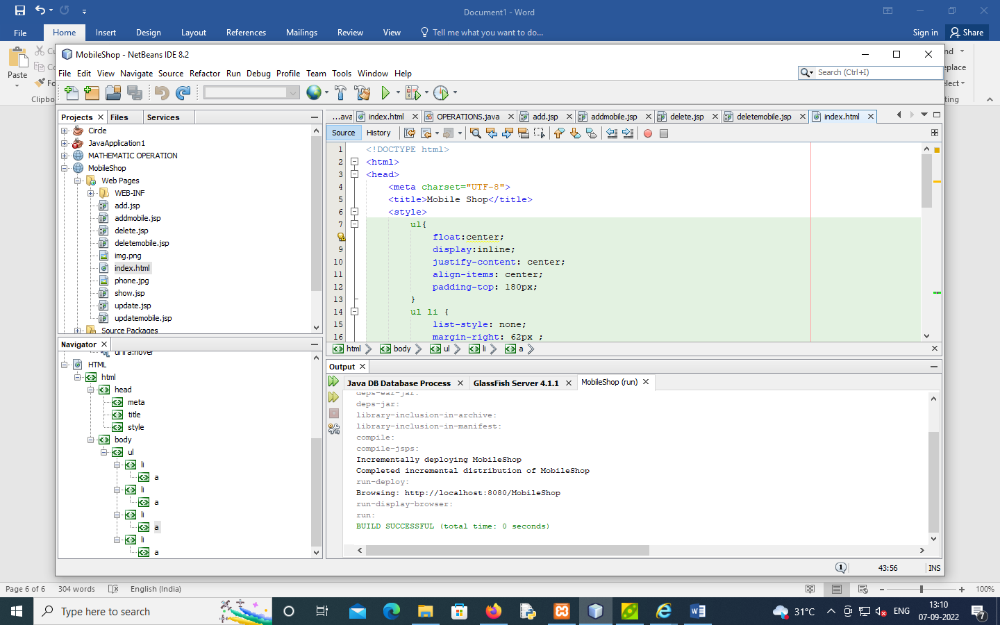 Document1 - Word
File Home Insert Design Layout References Mailings Review View Tell me what you want to do... Sign in Share
Paste
MobileShop - NetBeans IDE 8.2
File Edit View Navigate Source Refactor Run Debug Profile Team Tools Window Help
Search (Ctrl+I)
Projects Files Services
Circle
JavaApplication1
MATHEMATIC OPERATION
MobileShop
Web Pages
WEB-INF
add.jsp
addmobile.jsp
delete.jsp
deletemobile.jsp
img.png
index.html
phone.jpg
show.jsp
update.jsp
updatemobile.jsp
Source Packages
Navigator
ul li a:hover
HTML
html
head
meta
title
style
body
ul
li
a
li
a
li
a
li
a
...ava index.html OPERATIONS.java add.jsp addmobile.jsp delete.jsp deletemobile.jsp index.html
Source History
1 <!DOCTYPE html>
2 <html>
3 <head>
4 <meta charset="UTF-8">
5 <title>Mobile Shop</title>
6 <style>
7 ul{
float:center;
9 display:inline;
10 justify-content: center;
11 align-items: center;
12 padding-top: 180px;
13 }
14 ul li {
15 list-style: none;
16 margin-right: 62px ;
html body ul li a
Output
Java DB Database Process GlassFish Server 4.1.1 MobileShop (run)
deps-ear-jar:
deps-jar:
library-inclusion-in-archive:
library-inclusion-in-manifest:
compile:
compile-jsps:
Incrementally deploying MobileShop
Completed incremental distribution of MobileShop
run-deploy:
Browsing: http://localhost:8080/MobileShop
run-display-browser:
run:
BUILD SUCCESSFUL (total time: 0 seconds)
1 43:56 INS
Page 6 of 6 304 words English (India) 100%
Type here to search
31°C ENG 13:10
07-09-2022 7